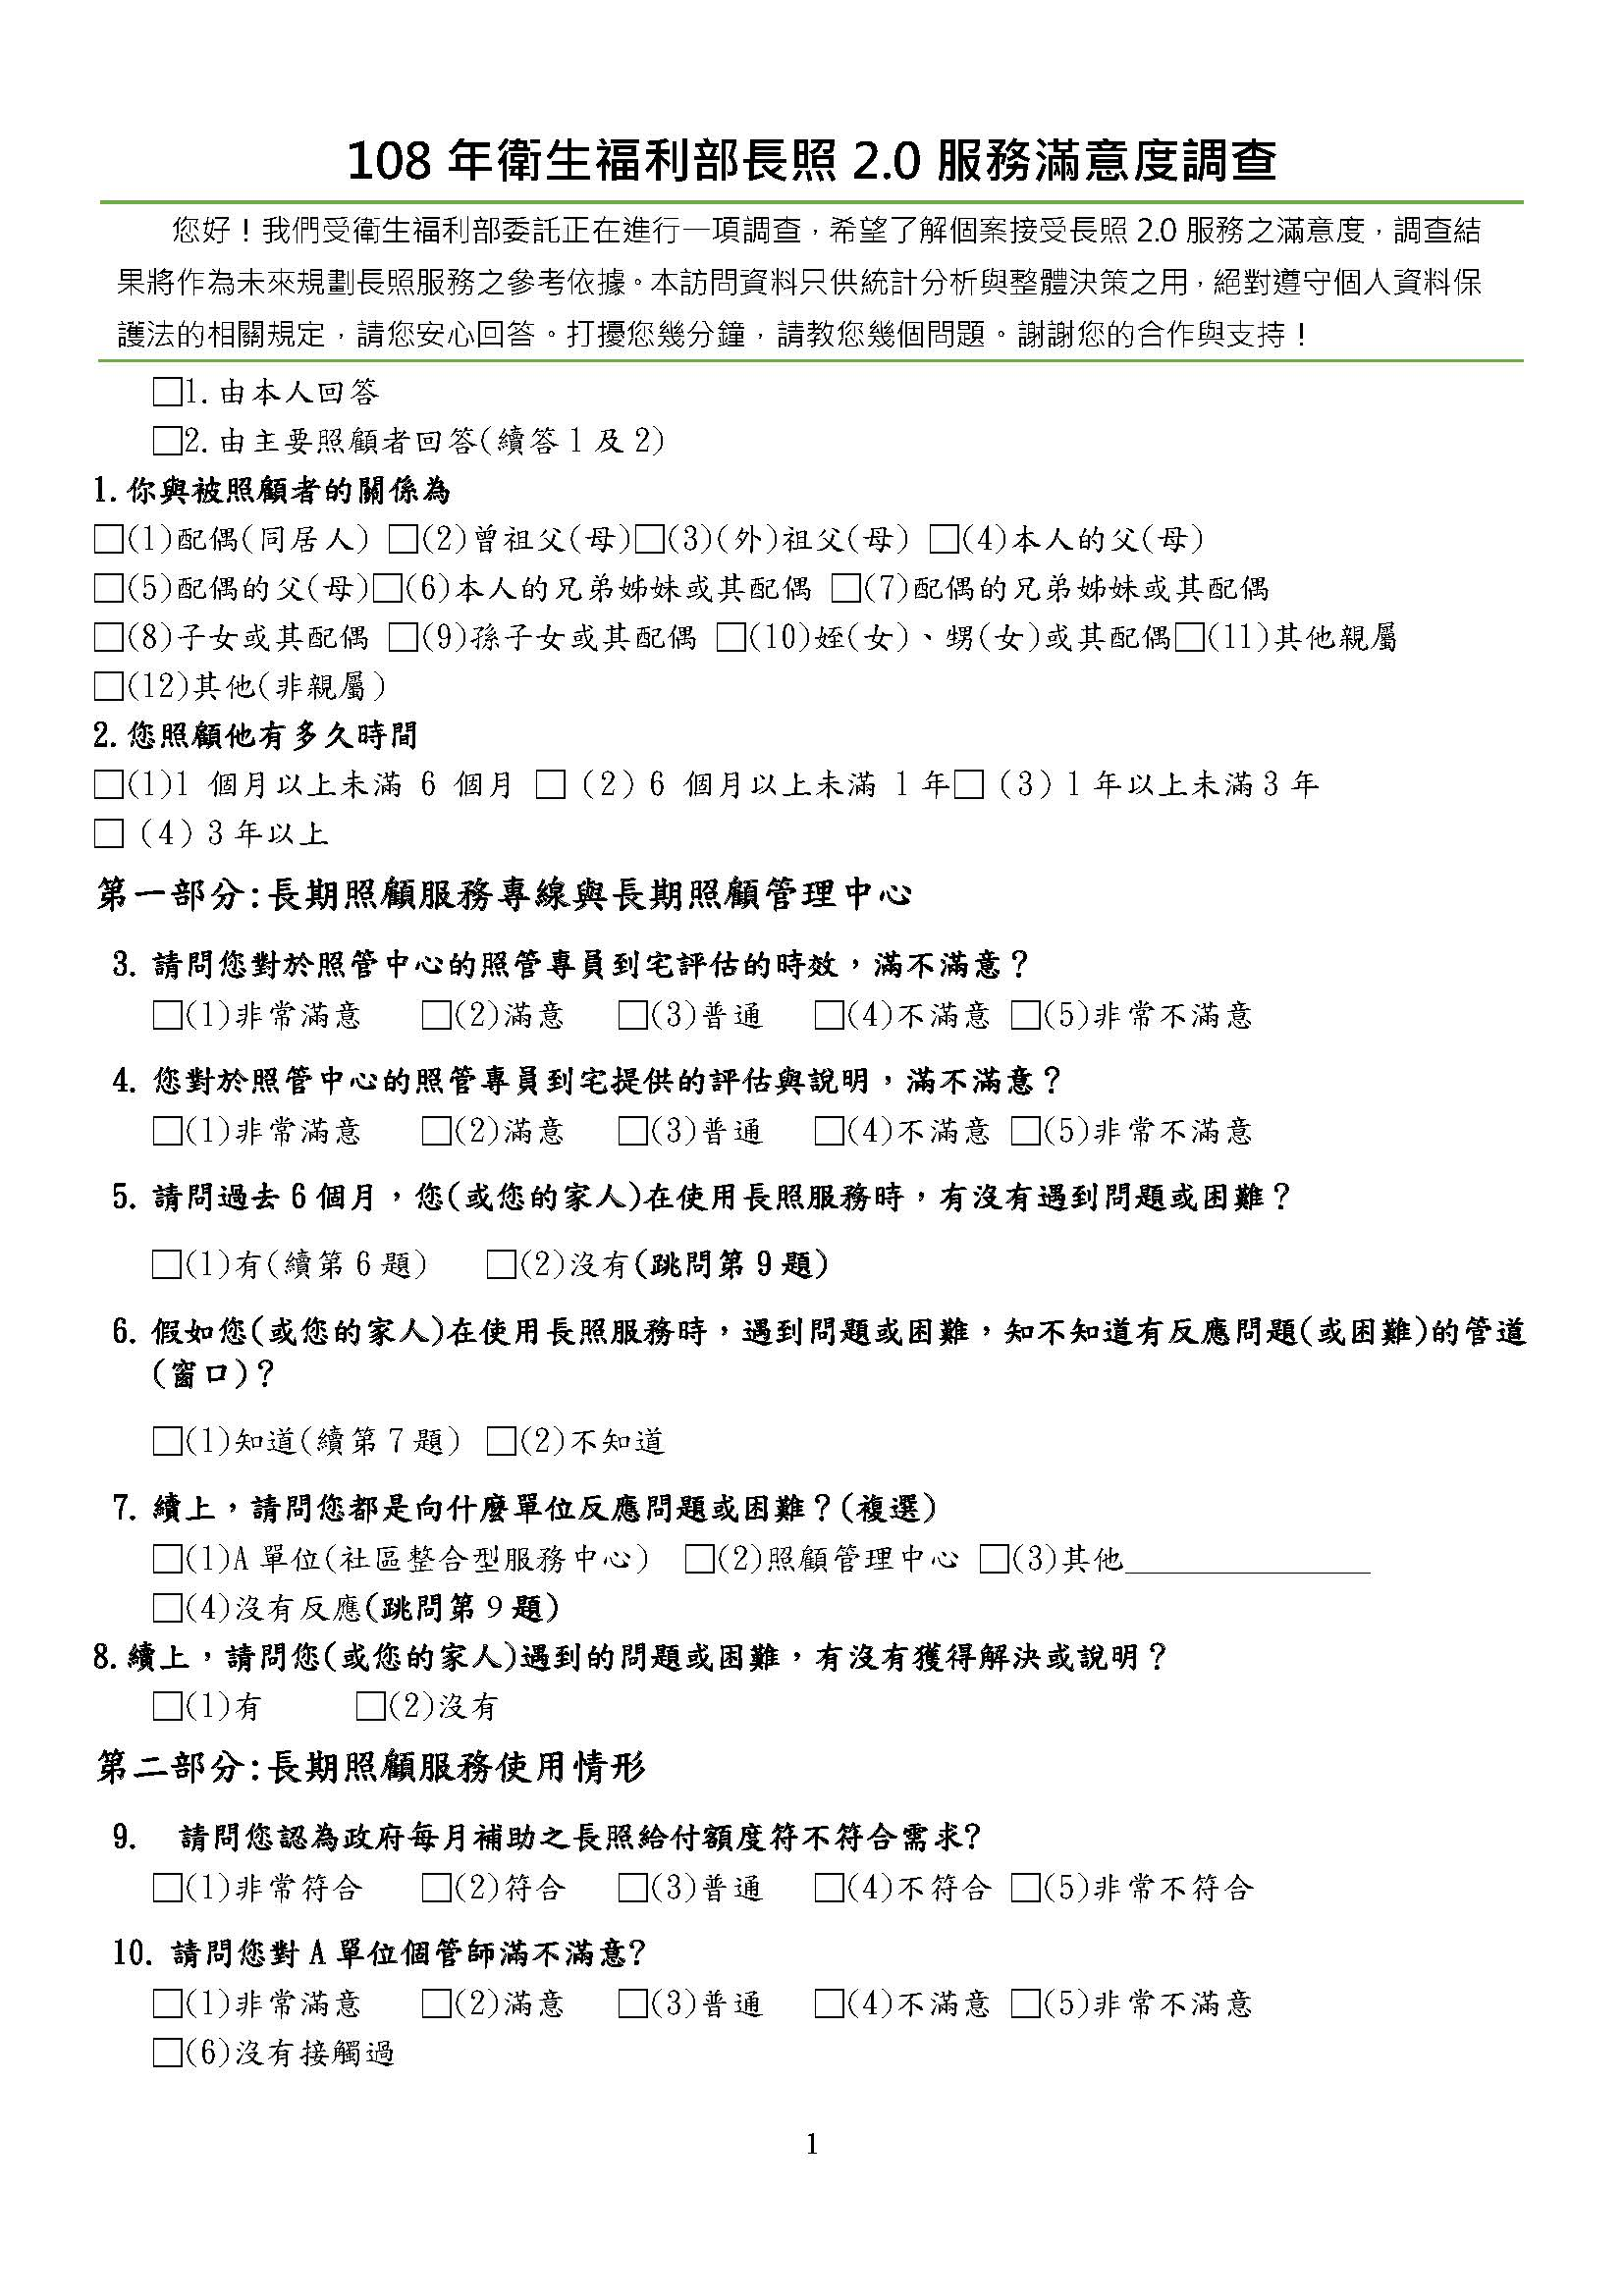 108 年衛生福利部長照 2.0 服務滿意度調查
您好！我們受衛生福利部委託正在進行一項調查，希望了解個案接受長照 2.0 服務之滿意度，調查結
果將作為未來規劃長照服務之參考依據。本訪問資料只供統計分析與整體決策之用，絕對遵守個人資料保
護法的相關規定，請您安心回答。打擾您幾分鐘，請教您幾個問題。謝謝您的合作與支持！
□1.由本人回答
□2.由主要照顧者回答(續答 1 及 2)
1.你與被照顧者的關係為
□(1)配偶(同居人) □(2)曾祖父(母)□(3)(外)祖父(母) □(4)本人的父(母)
□(5)配偶的父(母)□(6)本人的兄弟姊妹或其配偶 □(7)配偶的兄弟姊妹或其配偶
□(8)子女或其配偶 □(9)孫子女或其配偶 □(10)姪(女)、甥(女)或其配偶□(11)其他親屬
□(12)其他(非親屬)
2.您照顧他有多久時間
□(1)1 個月以上未滿 6 個月 □（2）6 個月以上未滿 1 年□（3）1 年以上未滿 3 年
□（4）3 年以上
第一部分:長期照顧服務專線與長期照顧管理中心
3. 請問您對於照管中心的照管專員到宅評估的時效，滿不滿意？
□(1)非常滿意 □(2)滿意 □(3)普通 □(4)不滿意 □(5)非常不滿意
4. 您對於照管中心的照管專員到宅提供的評估與說明，滿不滿意？
□(1)非常滿意 □(2)滿意 □(3)普通 □(4)不滿意 □(5)非常不滿意
5. 請問過去 6 個月，您(或您的家人)在使用長照服務時，有沒有遇到問題或困難？
□(1)有(續第 6 題) □(2)沒有(跳問第 9 題)
6. 假如您(或您的家人)在使用長照服務時，遇到問題或困難，知不知道有反應問題(或困難)的管道
(窗口)？
□(1)知道(續第 7 題) □(2)不知道
7. 續上，請問您都是向什麼單位反應問題或困難？(複選)
□(1)A 單位(社區整合型服務中心) □(2)照顧管理中心 □(3)其他_______________
□(4)沒有反應(跳問第 9 題)
8.續上，請問您(或您的家人)遇到的問題或困難，有沒有獲得解決或說明？
□(1)有 □(2)沒有
第二部分:長期照顧服務使用情形
9. 請問您認為政府每月補助之長照給付額度符不符合需求?
□(1)非常符合 □(2)符合 □(3)普通 □(4)不符合 □(5)非常不符合
10. 請問您對 A 單位個管師滿不滿意?
□(1)非常滿意 □(2)滿意 □(3)普通 □(4)不滿意 □(5)非常不滿意
□(6)沒有接觸過
1